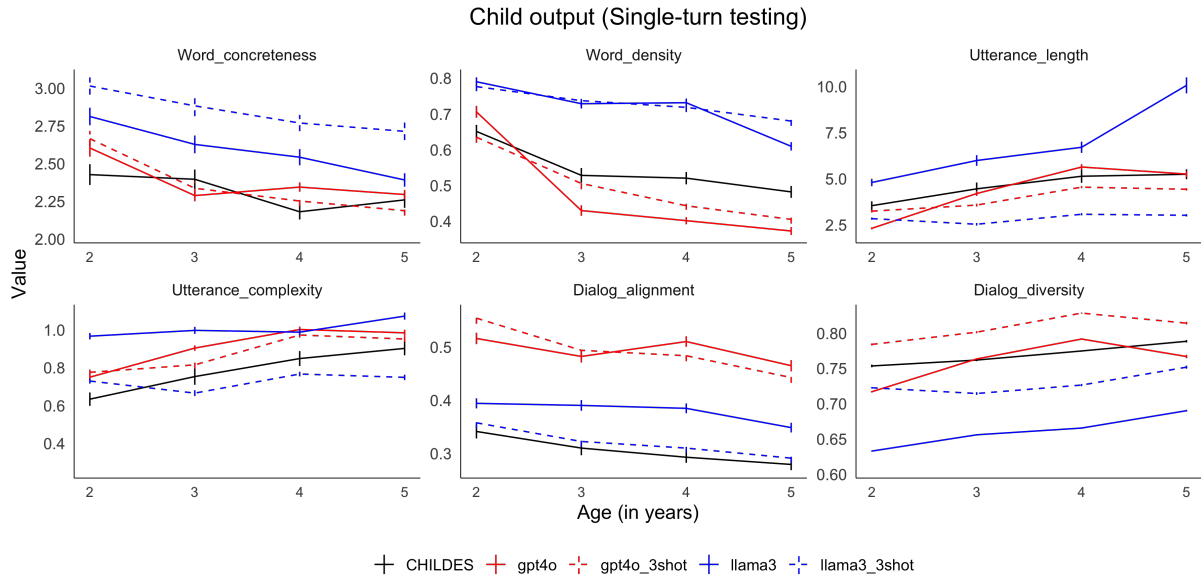 Child output (Single-turn testing)
Word_concreteness
Word_density
Utterance_length
3.00
2.75
2.50
2.25
2.00
0.8
0.7
0.6
0.5
0.4
10.0
7.5
5.0
2.5
2 3 4 5
2 3 4 5
2 3 4 5
Value
Utterance_complexity
Dialog_alignment
Dialog_diversity
1.0
0.8
0.6
0.4
0.5
0.4
0.3
0.80
0.75
0.70
0.65
0.60
2 3 4 5
2 3 4 5
2 3 4 5
Age (in years)
CHILDES gpt4o gpt4o_3shot llama3 llama3_3shot